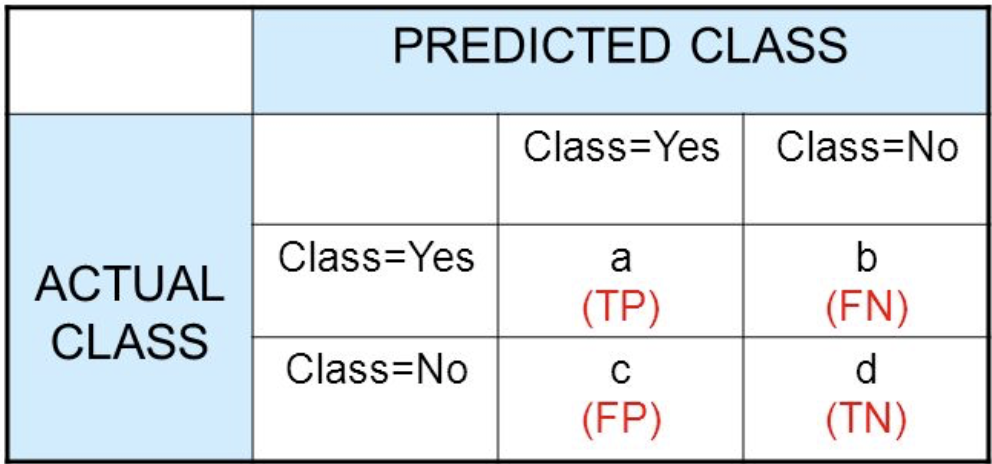 PREDICTED CLASS
Class=Yes Class=No
ACTUAL
CLASS
Class=Yes a b
(TP) (FN)
Class=No c d
(FP) (TN)